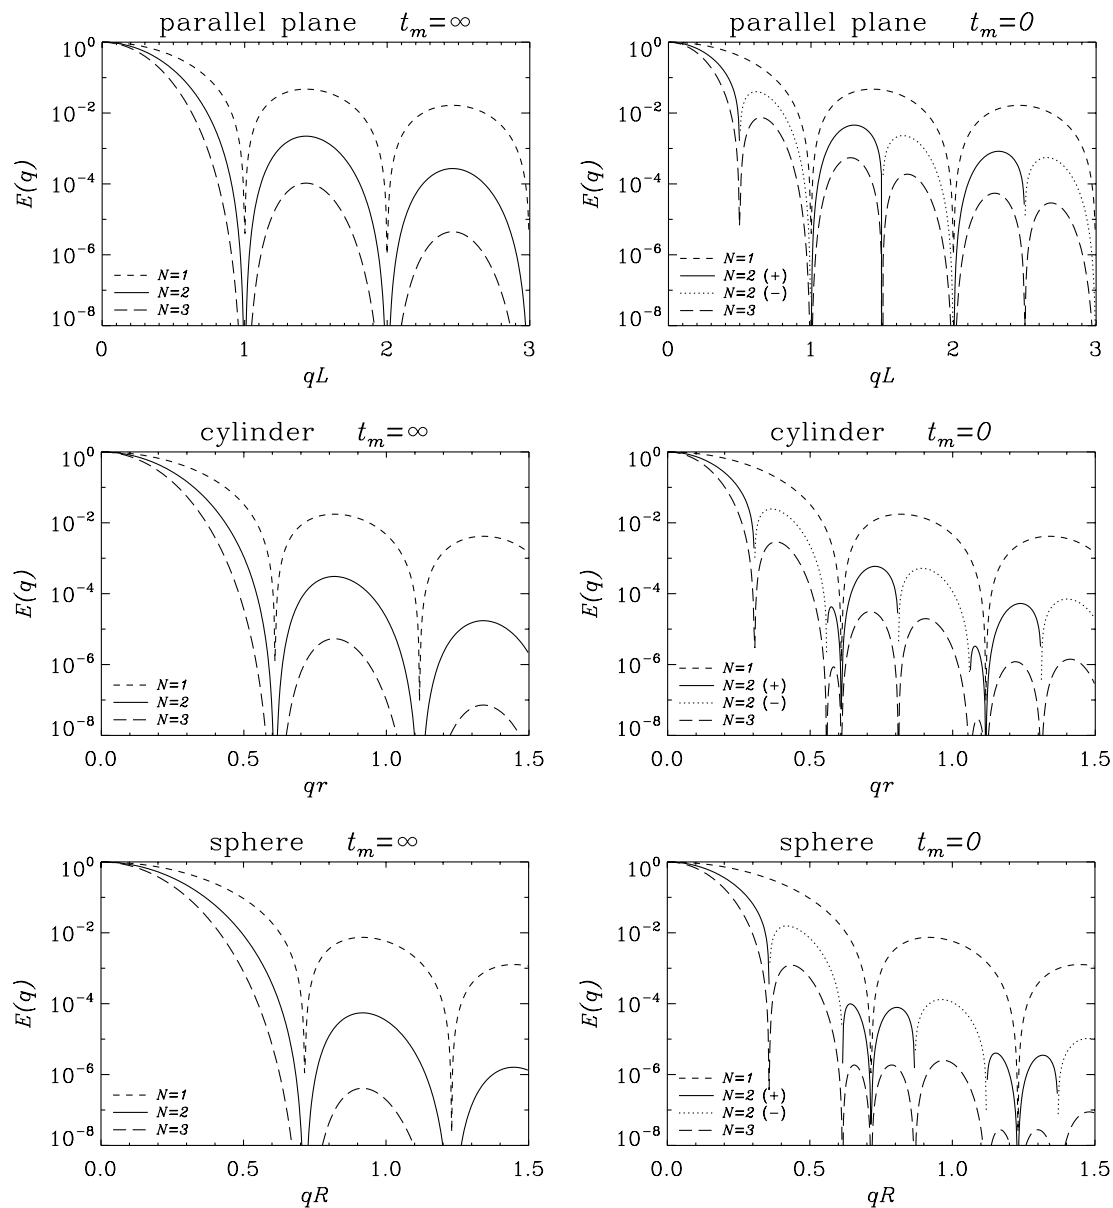 parallel plane t_m=∞
E(q)
10^0
10^-2
10^-4
10^-6
10^-8
N=1
N=2
N=3
0 1 2 3
qL
parallel plane t_m=0
E(q)
10^0
10^-2
10^-4
10^-6
10^-8
N=1
N=2 (+)
N=2 (-)
N=3
0 1 2 3
qL
cylinder t_m=∞
E(q)
10^0
10^-2
10^-4
10^-6
10^-8
N=1
N=2
N=3
0.0 0.5 1.0 1.5
qr
cylinder t_m=0
E(q)
10^0
10^-2
10^-4
10^-6
10^-8
N=1
N=2 (+)
N=2 (-)
N=3
0.0 0.5 1.0 1.5
qr
sphere t_m=∞
E(q)
10^0
10^-2
10^-4
10^-6
10^-8
N=1
N=2
N=3
0.0 0.5 1.0 1.5
qR
sphere t_m=0
E(q)
10^0
10^-2
10^-4
10^-6
10^-8
N=1
N=2 (+)
N=2 (-)
N=3
0.0 0.5 1.0 1.5
qR